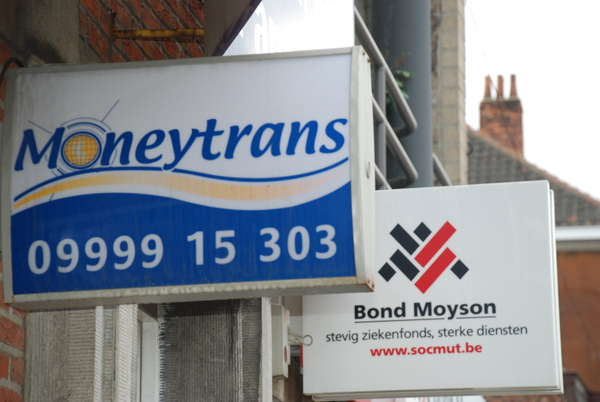 Moneytrans
09999 15 303
Bond Moyson
stevig ziekenfonds, sterke diensten
www.socmut.be